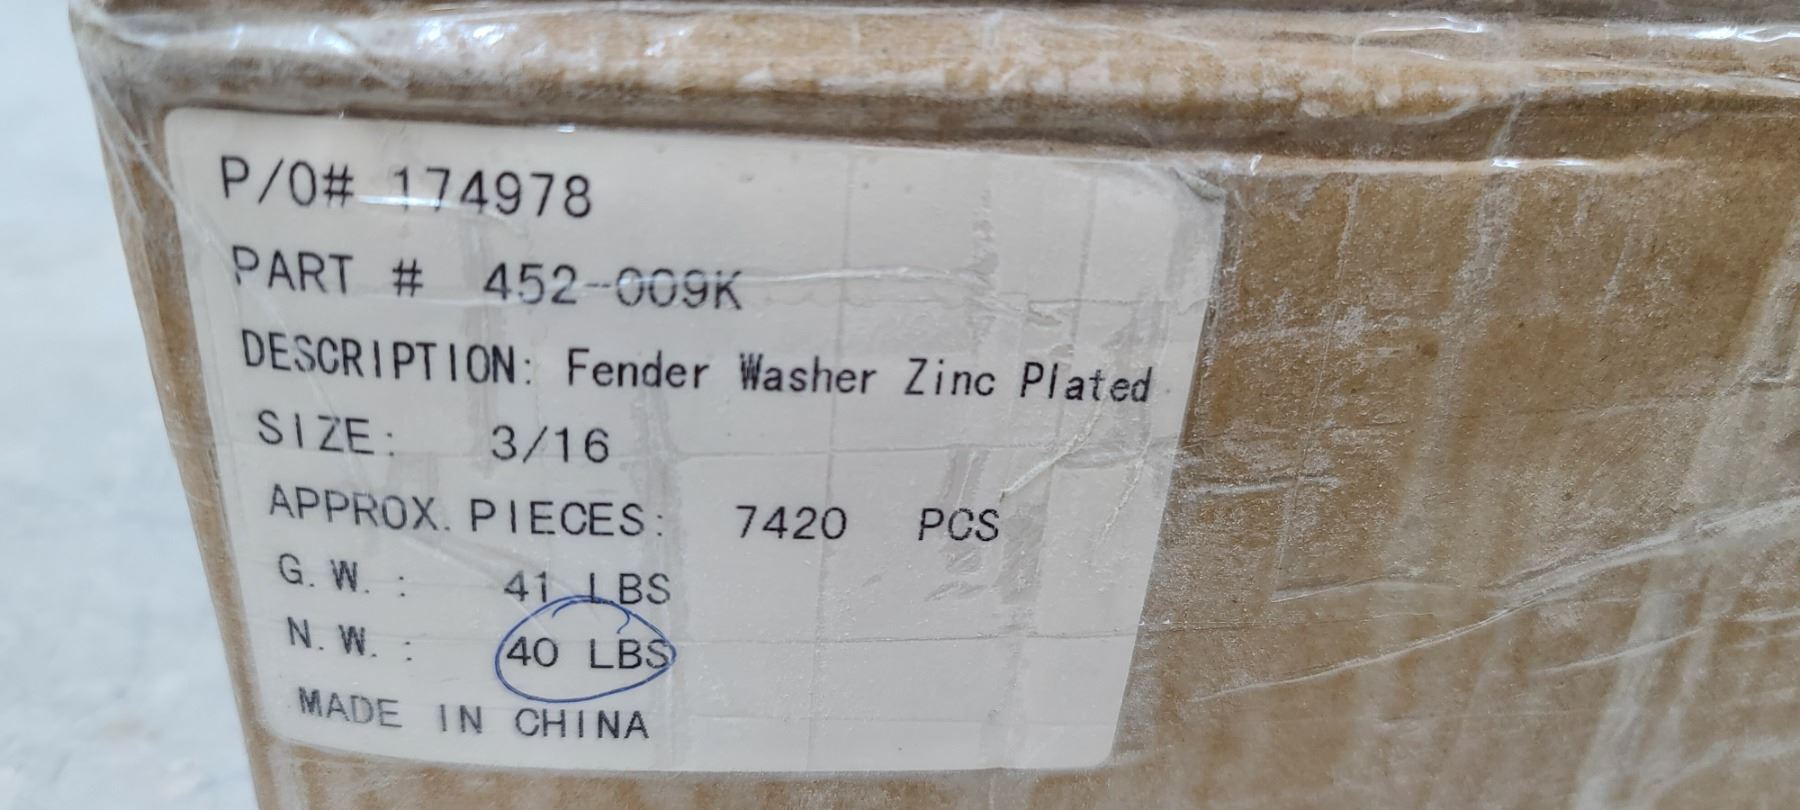 P/O# 174978
PART # 452-009K
DESCRIPTION: Fender Washer Zinc Plated
SIZE: 3/16
APPROX. PIECES: 7420 PCS
G.W.: 41 LBS
N.W.: 40 LBS
MADE IN CHINA